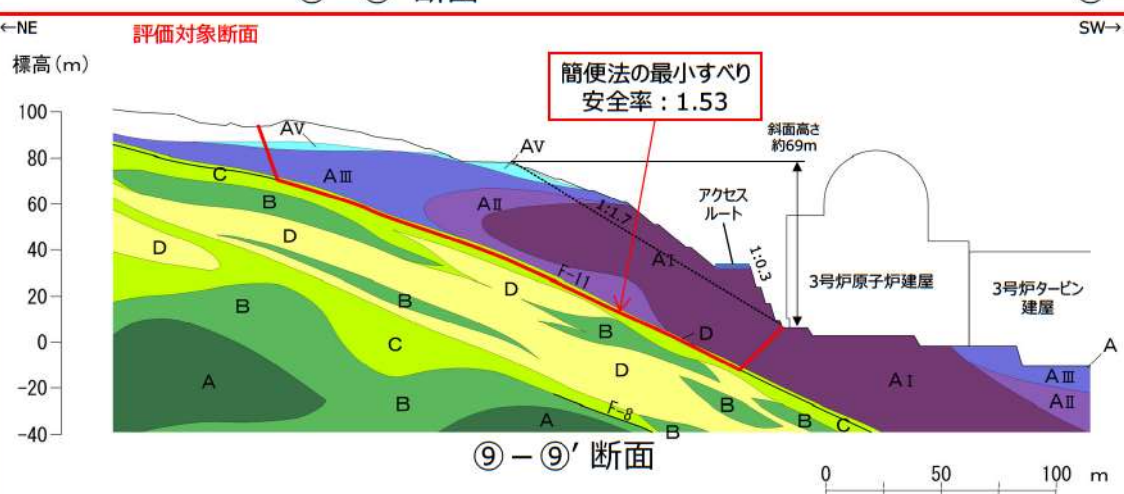 断面
←NE
評価対象断面
SW→
標高(m)
簡便法の最小すべり
安全率：1.53
100
80
60
40
20
0
-20
-40
AⅤ
AⅤ
斜面高さ
約69m
C
AⅢ
B
AⅡ
1:1.7
アクセス
ルート
D
D
AⅠ
1:0.3
F-11
3号炉原子炉建屋
3号炉タービン
建屋
D
B
B
B
D
C
D
A
A
B
B
F-8
A
B
B
C
AⅠ
AⅢ
AⅡ
B
⑨－⑨’断面
0
50
100
m